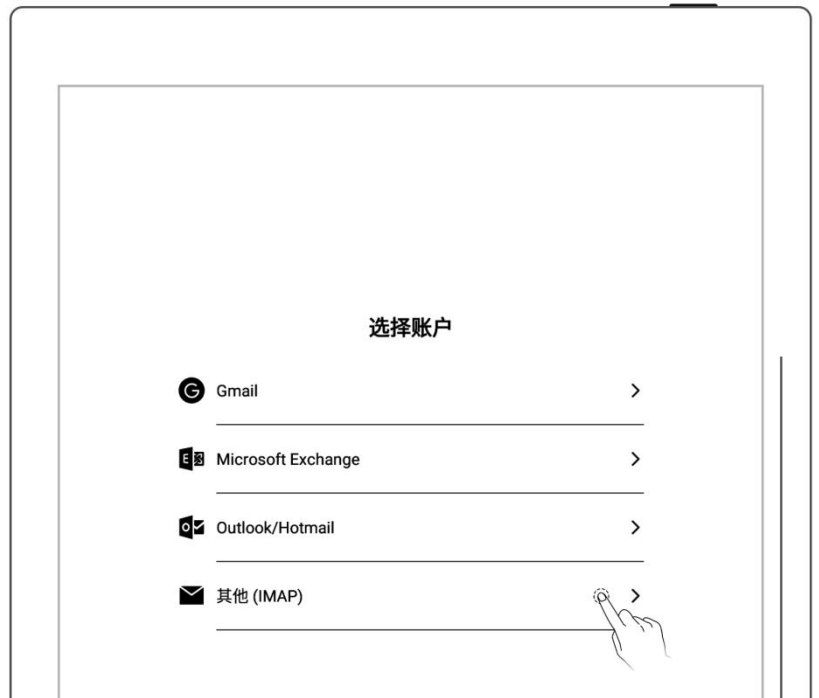 选择账户
Gmail
Microsoft Exchange
Outlook/Hotmail
其他 (IMAP)